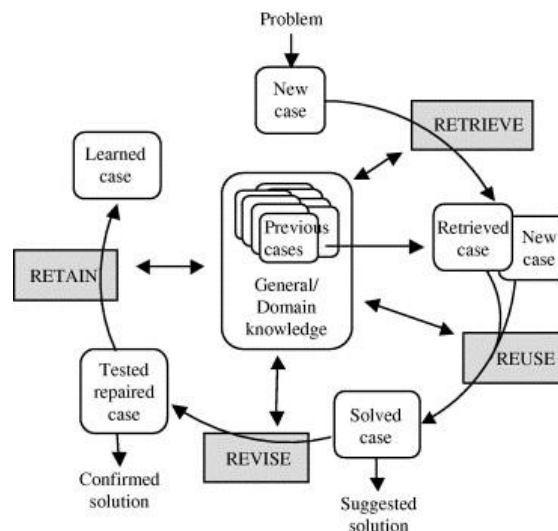 Problem
New
case
RETRIEVE
Learned
case
Previous
cases
Retrieved
case
New
case
General/
Domain
knowledge
RETAIN
REUSE
Tested
repaired
case
Solved
case
REVISE
Confirmed
solution
Suggested
solution